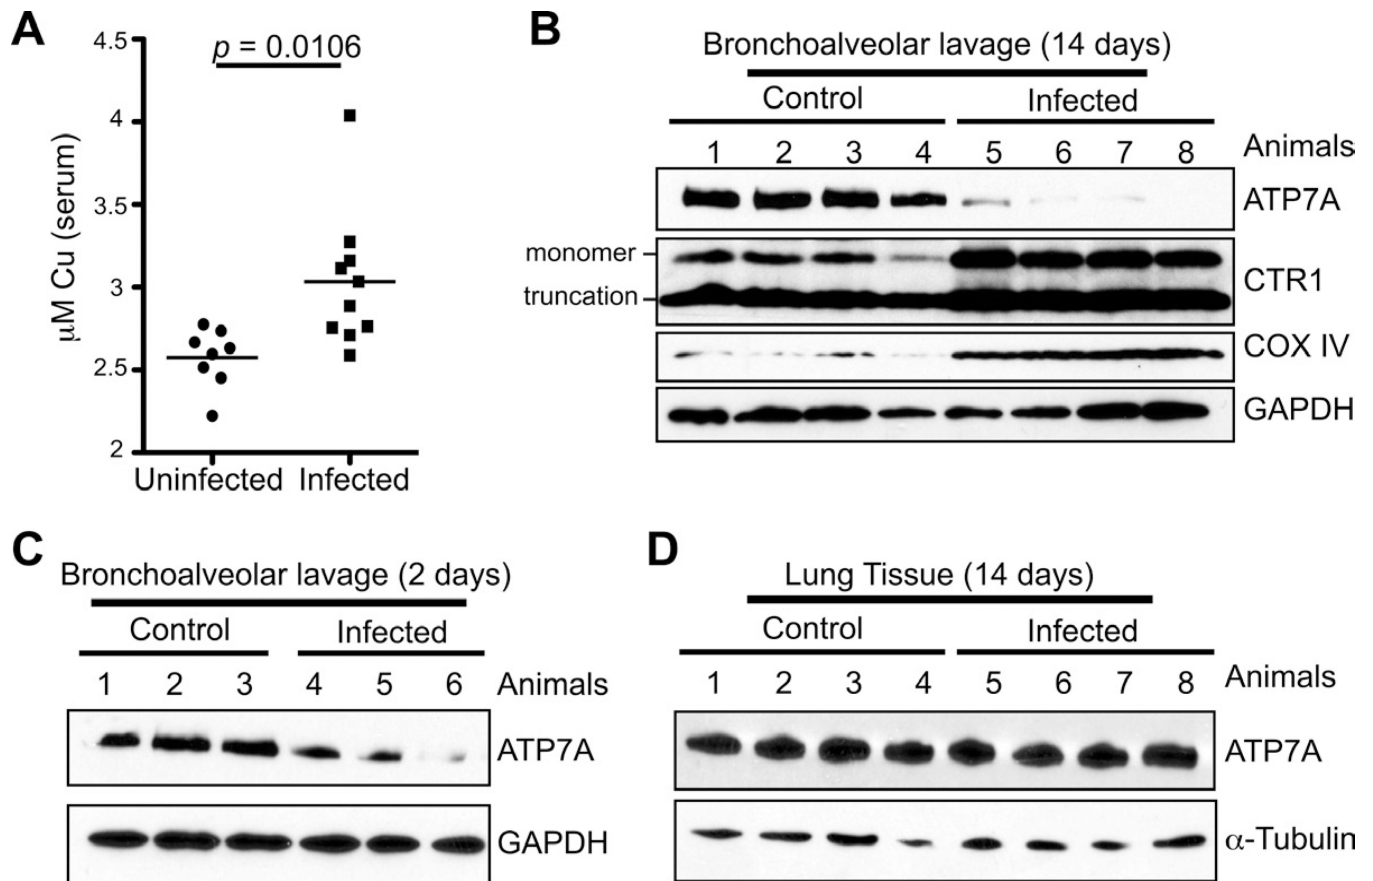 A
4.5
4
3.5
3
2.5
2
µM Cu (serum)
p = 0.0106
Uninfected Infected
B
Bronchoalveolar lavage (14 days)
Control Infected
1 2 3 4 5 6 7 8 Animals
ATP7A
monomer
truncation
CTR1
COX IV
GAPDH
C
Bronchoalveolar lavage (2 days)
Control Infected
1 2 3 4 5 6 Animals
ATP7A
GAPDH
D
Lung Tissue (14 days)
Control Infected
1 2 3 4 5 6 7 8 Animals
ATP7A
α-Tubulin